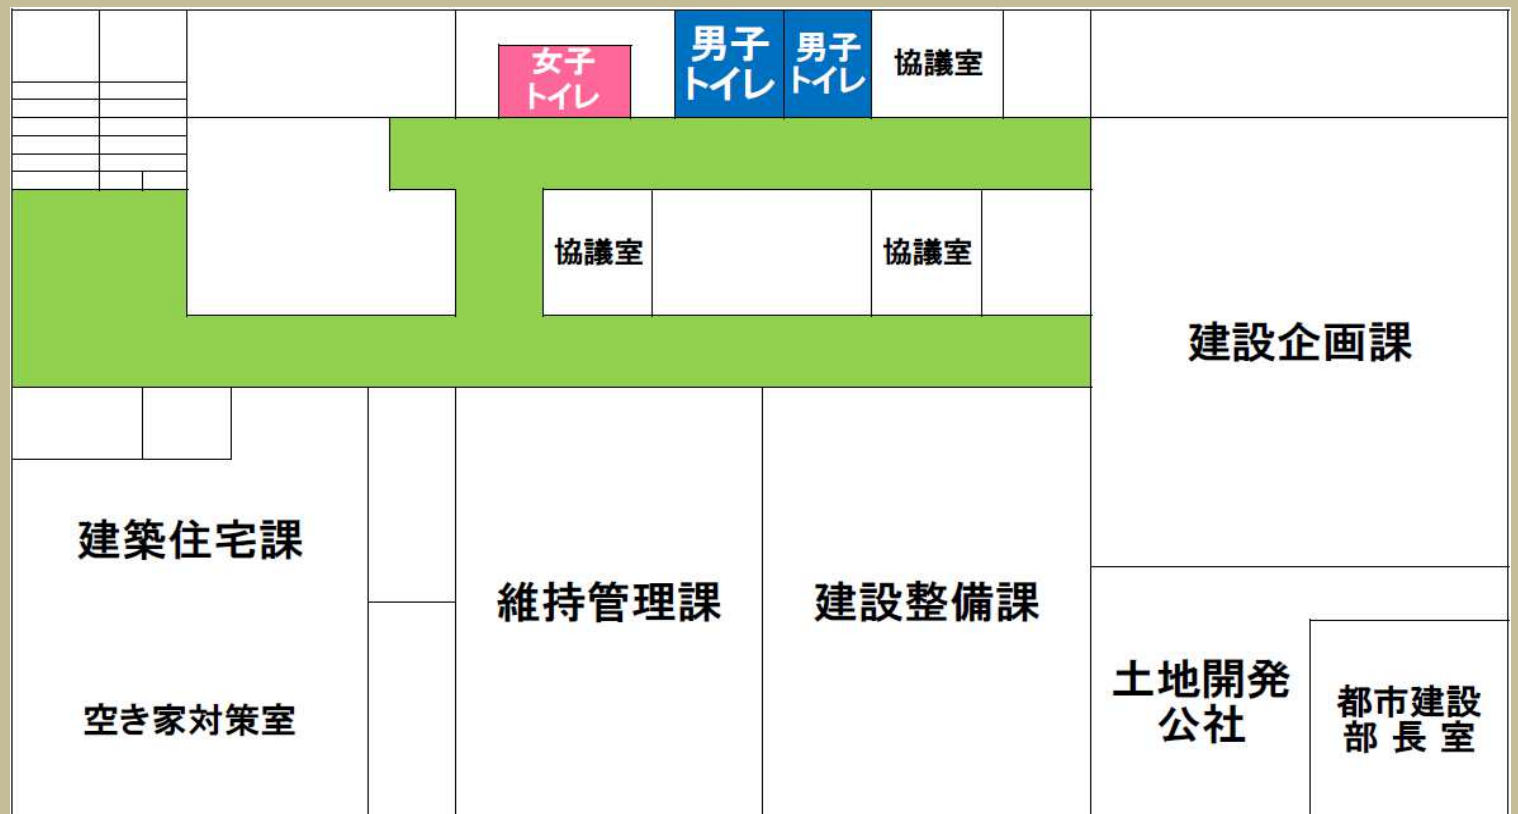 女子
トイレ
男子
トイレ
男子
トイレ
協議室
協議室
協議室
建設企画課
建築住宅課
維持管理課
建設整備課
土地開発
公社
都市建設
部長室
空き家対策室